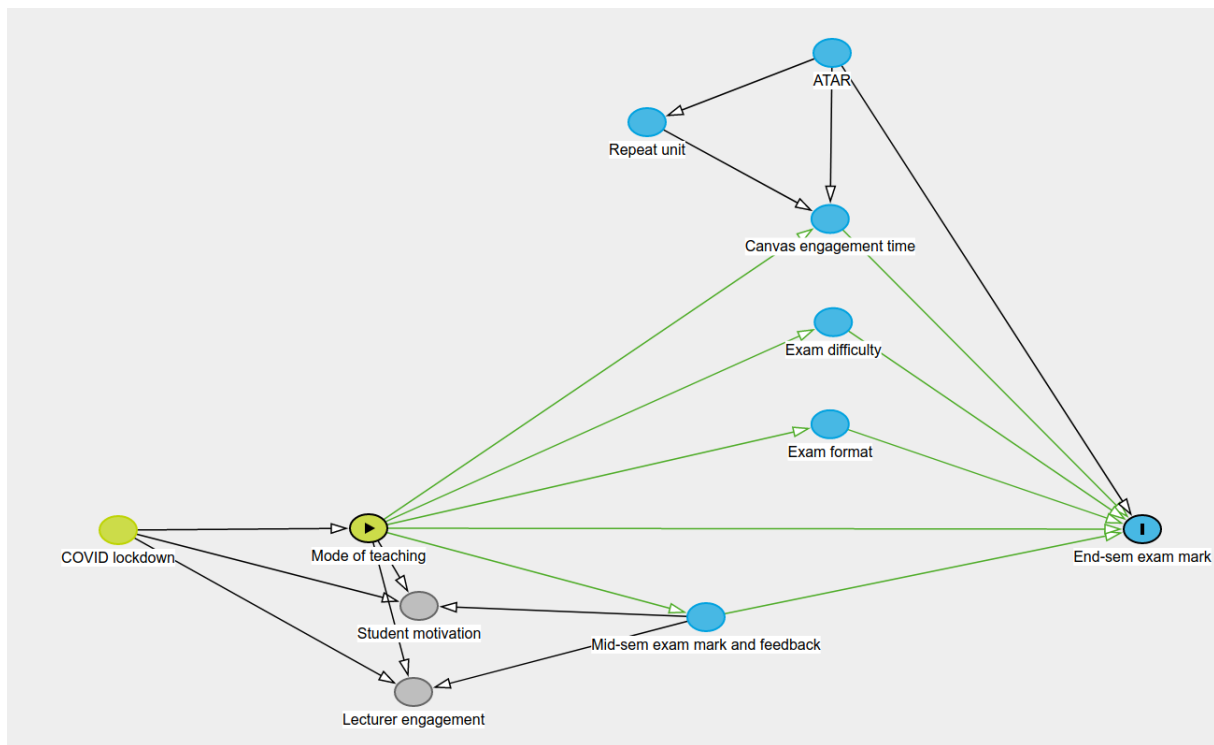 ATAR
Repeat unit
Canvas engagement time
Exam difficulty
Exam format
COVID lockdown
Mode of teaching
End-sem exam mark
Student motivation
Mid-sem exam mark and feedback
Lecturer engagement